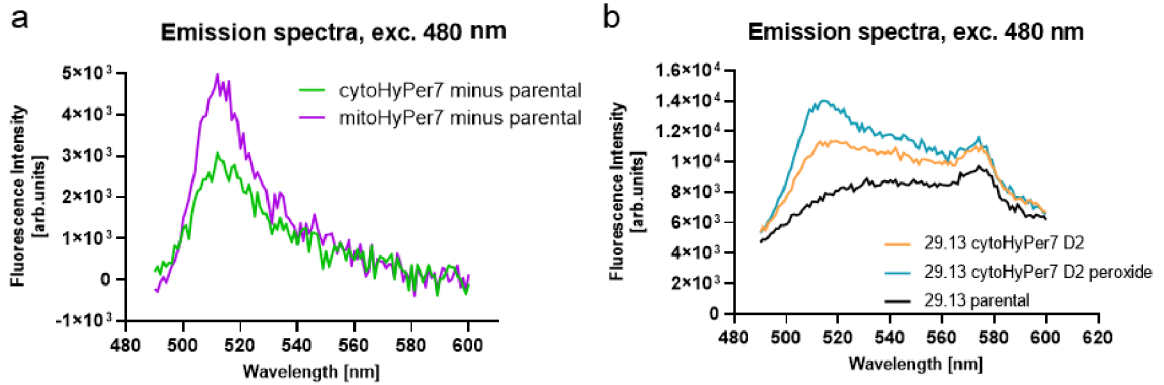 a
Emission spectra, exc. 480 nm
5×10³
4×10³
3×10³
2×10³
1×10³
0
-1×10³
Fluorescence Intensity
[arb.units]
cytoHyPer7 minus parental
mitoHyPer7 minus parental
480
500
520
540
560
580
600
Wavelength [nm]
b
Emission spectra, exc. 480 nm
1.6×10⁴
1.4×10⁴
1.2×10⁴
1×10⁴
8×10³
6×10³
4×10³
2×10³
0
Fluorescence Intensity
[arb.units]
29.13 cytoHyPer7 D2
29.13 cytoHyPer7 D2 peroxide
29.13 parental
480
500
520
540
560
580
600
620
Wavelength [nm]